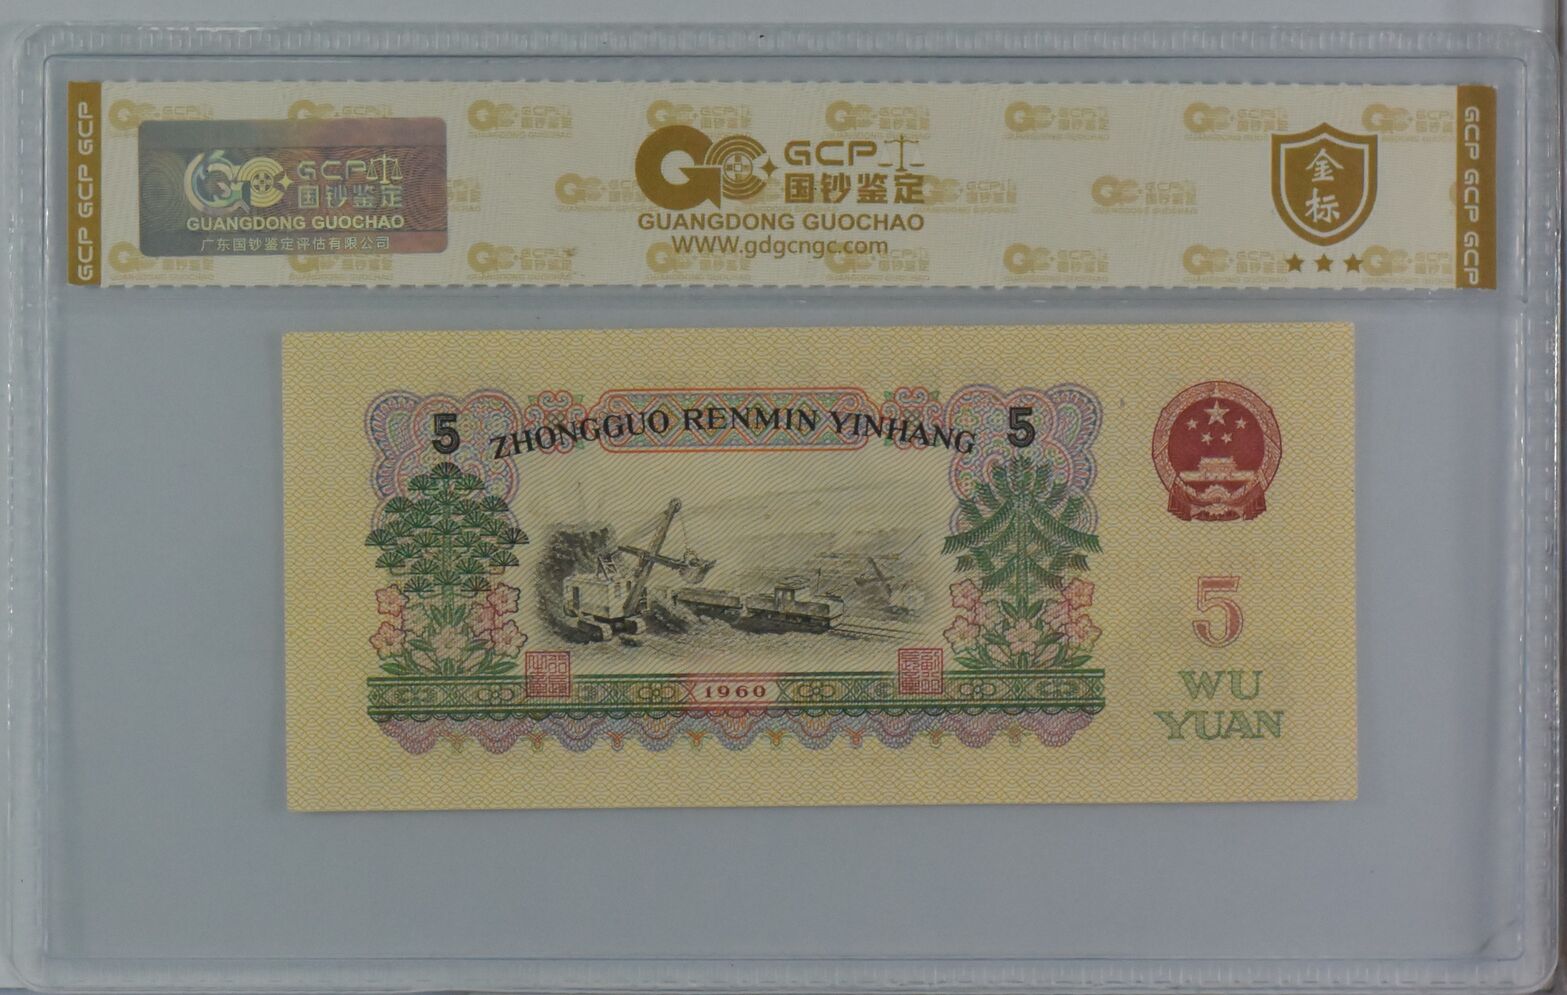 GCP GCP GCP
GCP
国钞鉴定
GUANGDONG GUOCHAO
广东国钞鉴定评估有限公司
GCP
国钞鉴定
GUANGDONG GUOCHAO
WWW.gdgcngc.com
金
标
GCP GCP GCP
5
ZHONGGUO RENMIN YINHANG
5
5
WU
YUAN
1960